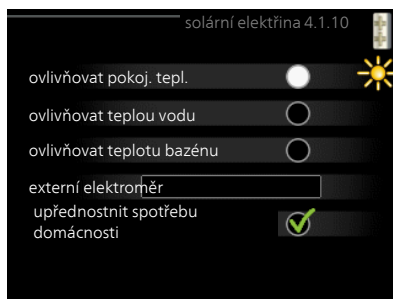 solární elektřina 4.1.10
ovlivňovat pokoj. tepl.
ovlivňovat teplou vodu
ovlivňovat teplotu bazénu
externí elektroměr
upřednostnit spotřebu
domácnosti